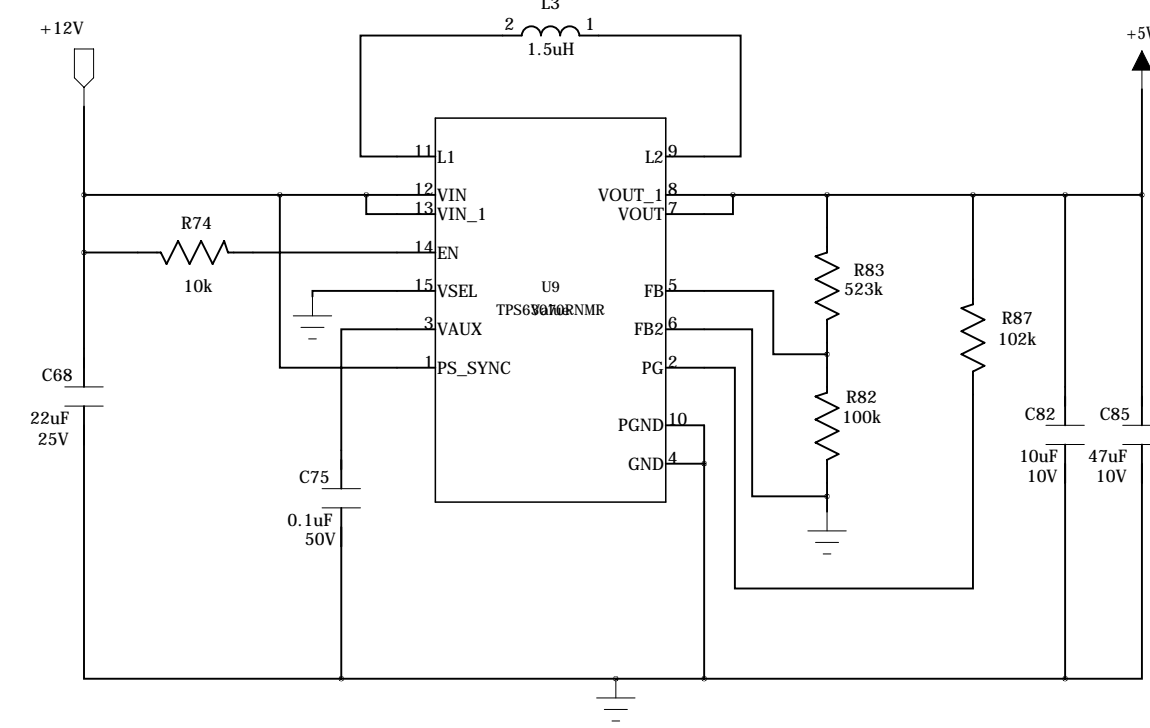 L3
+12V
2
1
1.5uH
+5V
11
L1
L2
9
12
VIN
VOUT_1
8
13
VIN_1
VOUT
7
R74
10k
14
EN
15
VSEL
FB
5
U9
TPS63070RNMR
Value
3
VAUX
FB2
6
1
PS_SYNC
PG
2
R83
523k
R87
102k
C68
22uF
25V
R82
100k
PGND
10
GND
4
C82
10uF
10V
C85
47uF
10V
C75
0.1uF
50V